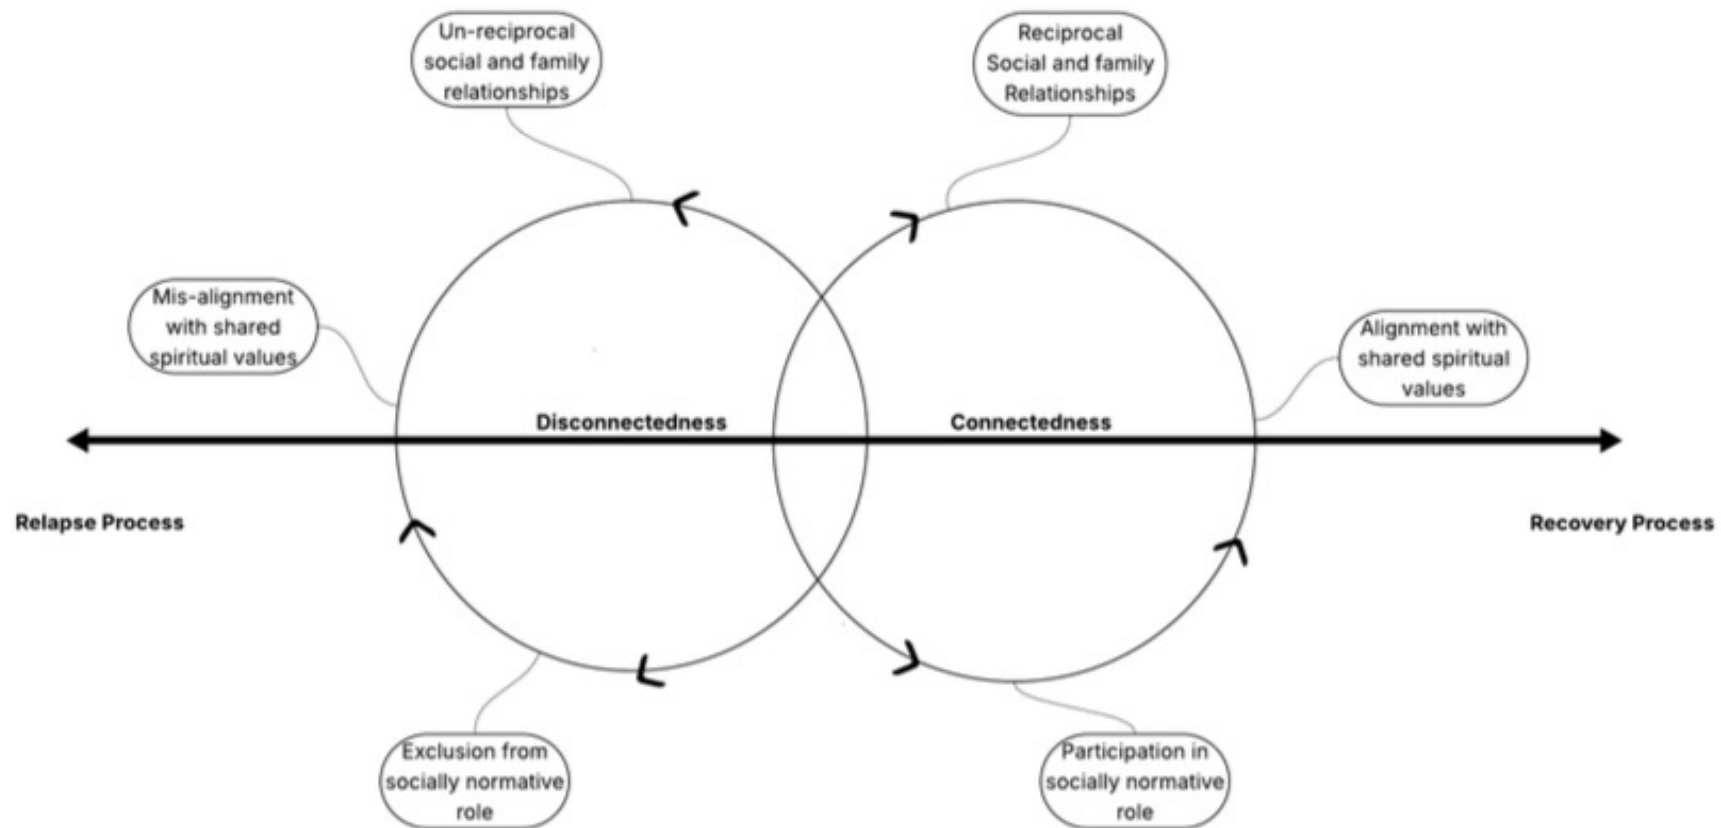 Un-reciprocal
social and family
relationships
Reciprocal
Social and family
Relationships
Mis-alignment
with shared
spiritual values
Alignment with
shared spiritual
values
Disconnectedness
Connectedness
Relapse Process
Recovery Process
Exclusion from
socially normative
role
Participation in
socially normative
role